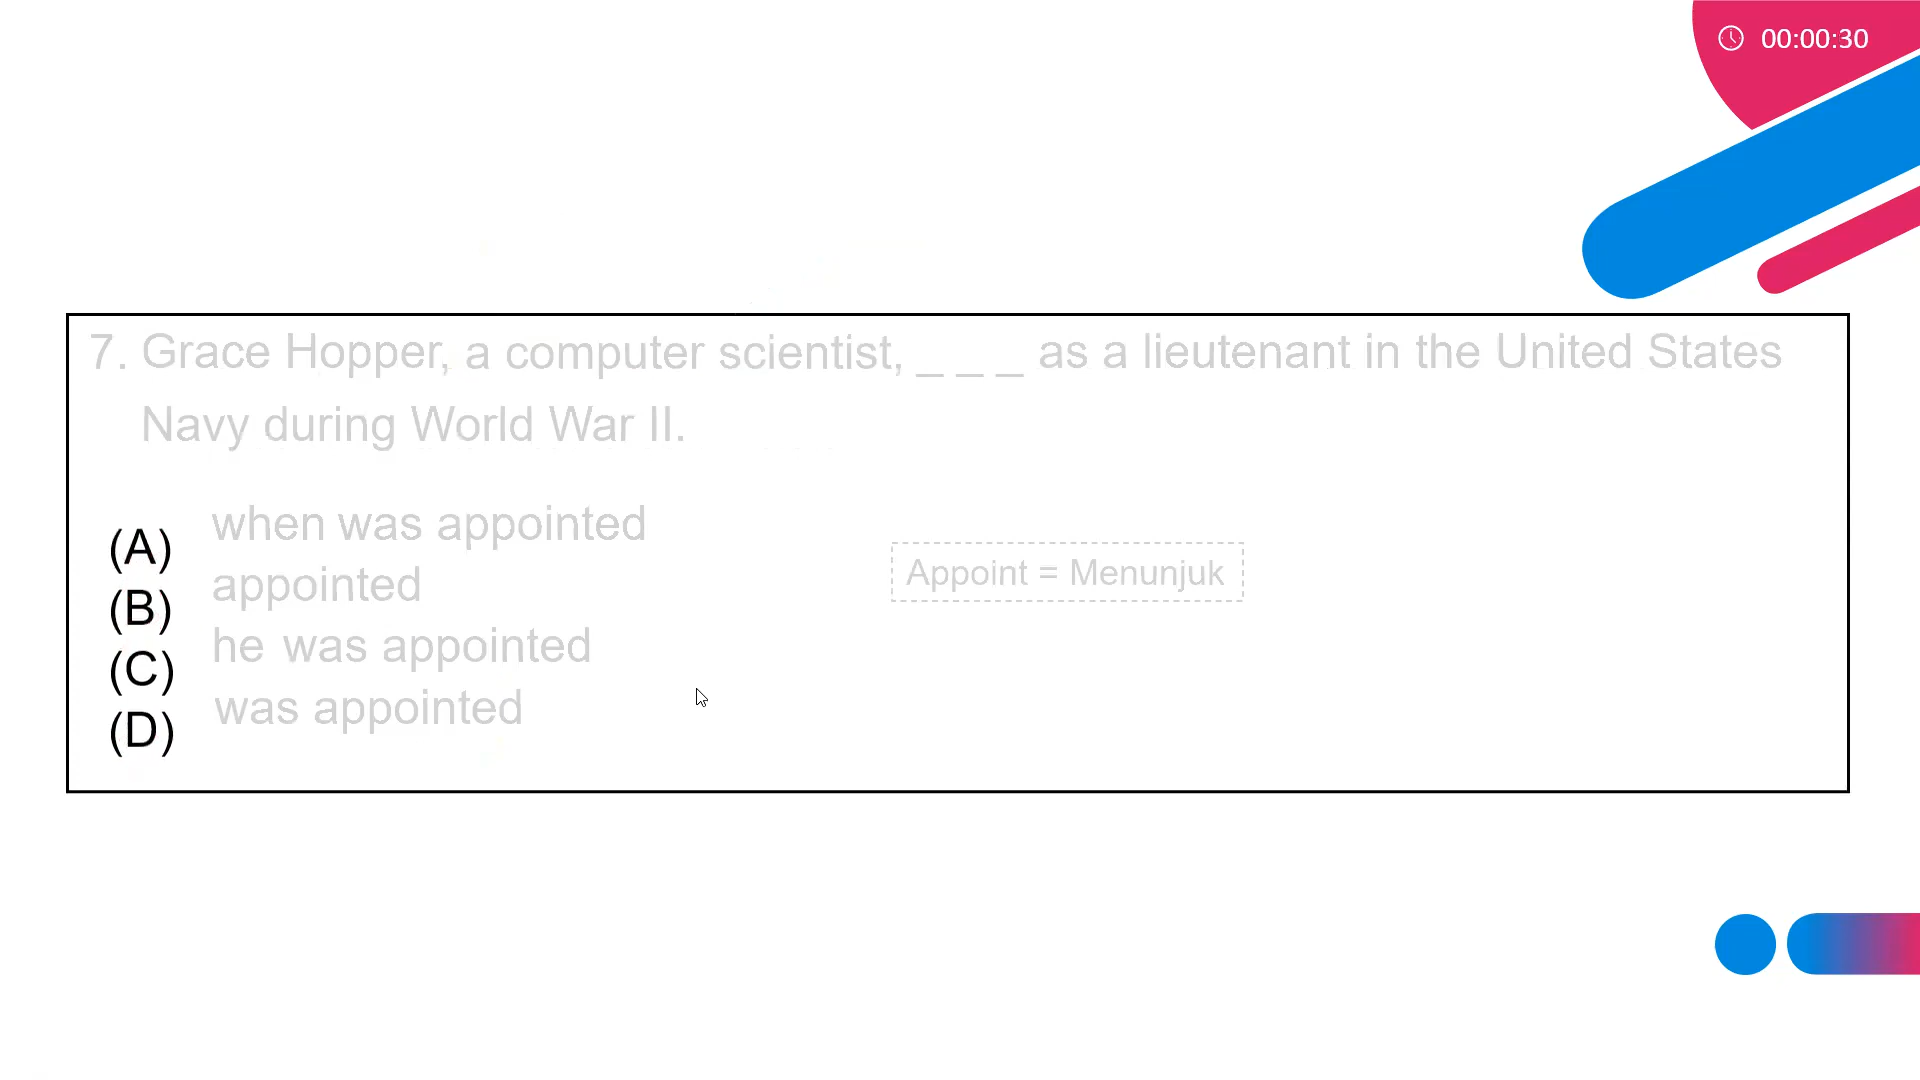 00:00:30
7. Grace Hopper, a computer scientist, _ _ _ as a lieutenant in the United States
Navy during World War II.
(A) when was appointed
(B) appointed
(C) he was appointed
(D) was appointed
Appoint = Menunjuk